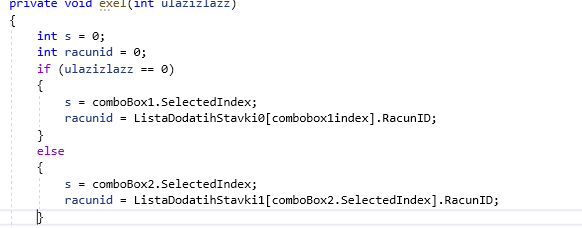 private void exel(int ulazizlazz)
{
int s = 0;
int racunid = 0;
if (ulazizlazz == 0)
{
s = comboBox1.SelectedIndex;
racunid = ListaDodatihStavki0[combobox1index].RacunID;
}
else
{
s = comboBox2.SelectedIndex;
racunid = ListaDodatihStavki1[comboBox2.SelectedIndex].RacunID;
}